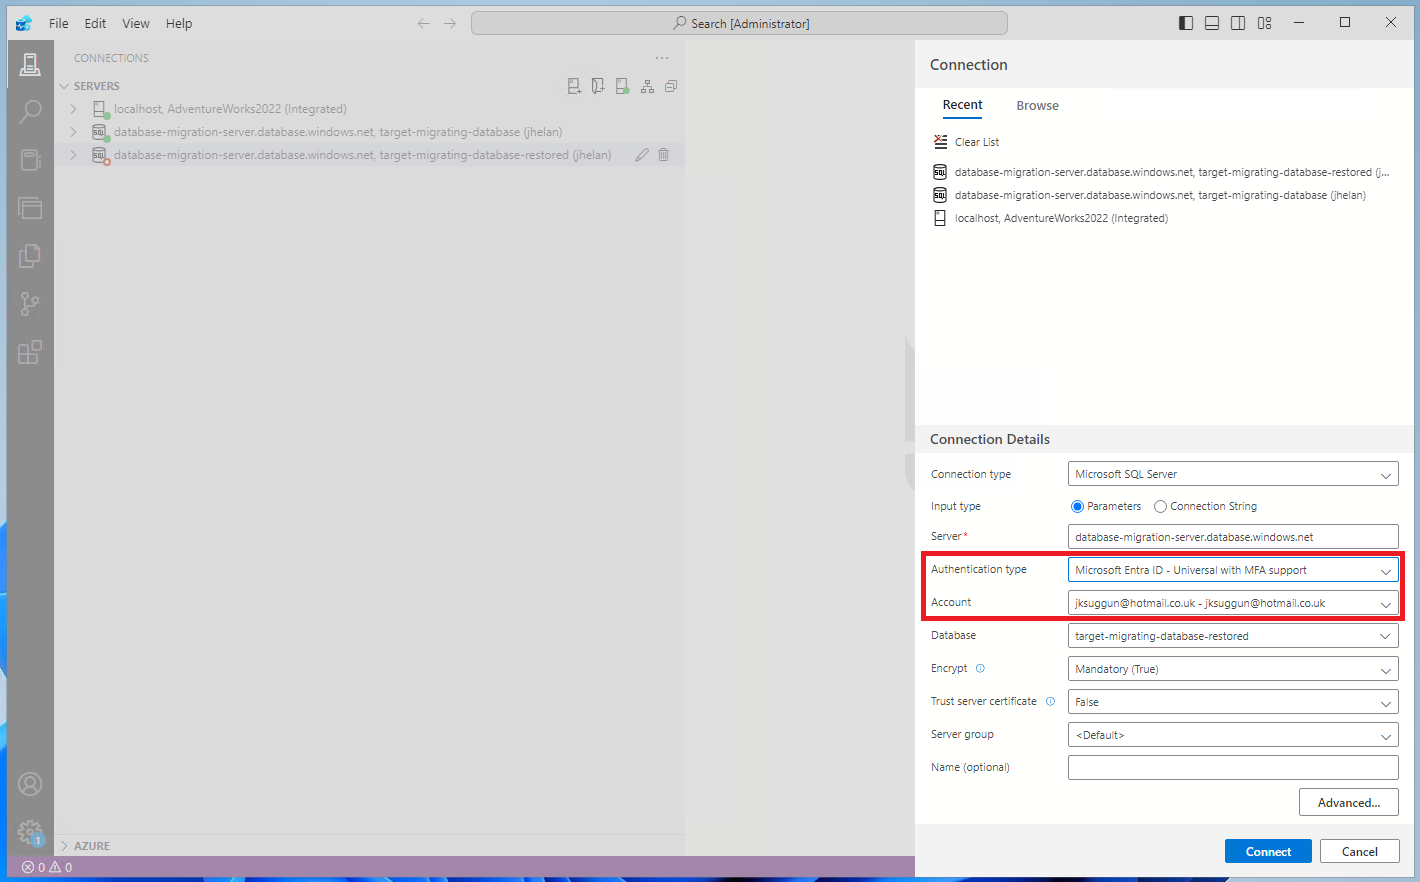 File Edit View Help
Search [Administrator]
CONNECTIONS
SERVERS
localhost, AdventureWorks2022 (Integrated)
database-migration-server.database.windows.net, target-migrating-database (jhelan)
database-migration-server.database.windows.net, target-migrating-database-restored (jhelan)
AZURE
1
0 0
Connection
Recent Browse
Clear List
database-migration-server.database.windows.net, target-migrating-database-restored (j...
database-migration-server.database.windows.net, target-migrating-database (jhelan)
localhost, AdventureWorks2022 (Integrated)
Connection Details
Connection type Microsoft SQL Server
Input type Parameters Connection String
Server* database-migration-server.database.windows.net
Authentication type Microsoft Entra ID - Universal with MFA support
Account jksuggun@hotmail.co.uk - jksuggun@hotmail.co.uk
Database target-migrating-database-restored
Encrypt Mandatory (True)
Trust server certificate False
Server group <Default>
Name (optional)
Advanced...
Connect Cancel